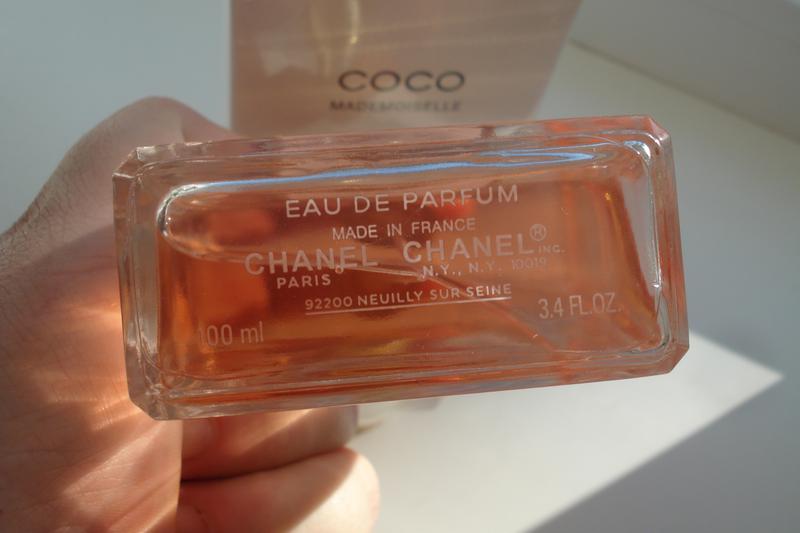 COCO
MADEMOISELLE
EAU DE PARFUM
MADE IN FRANCE
CHANEL CHANEL® INC.
PARIS N.Y., N.Y. 10019
92200 NEUILLY SUR SEINE
100 ml 3.4 FL.OZ.